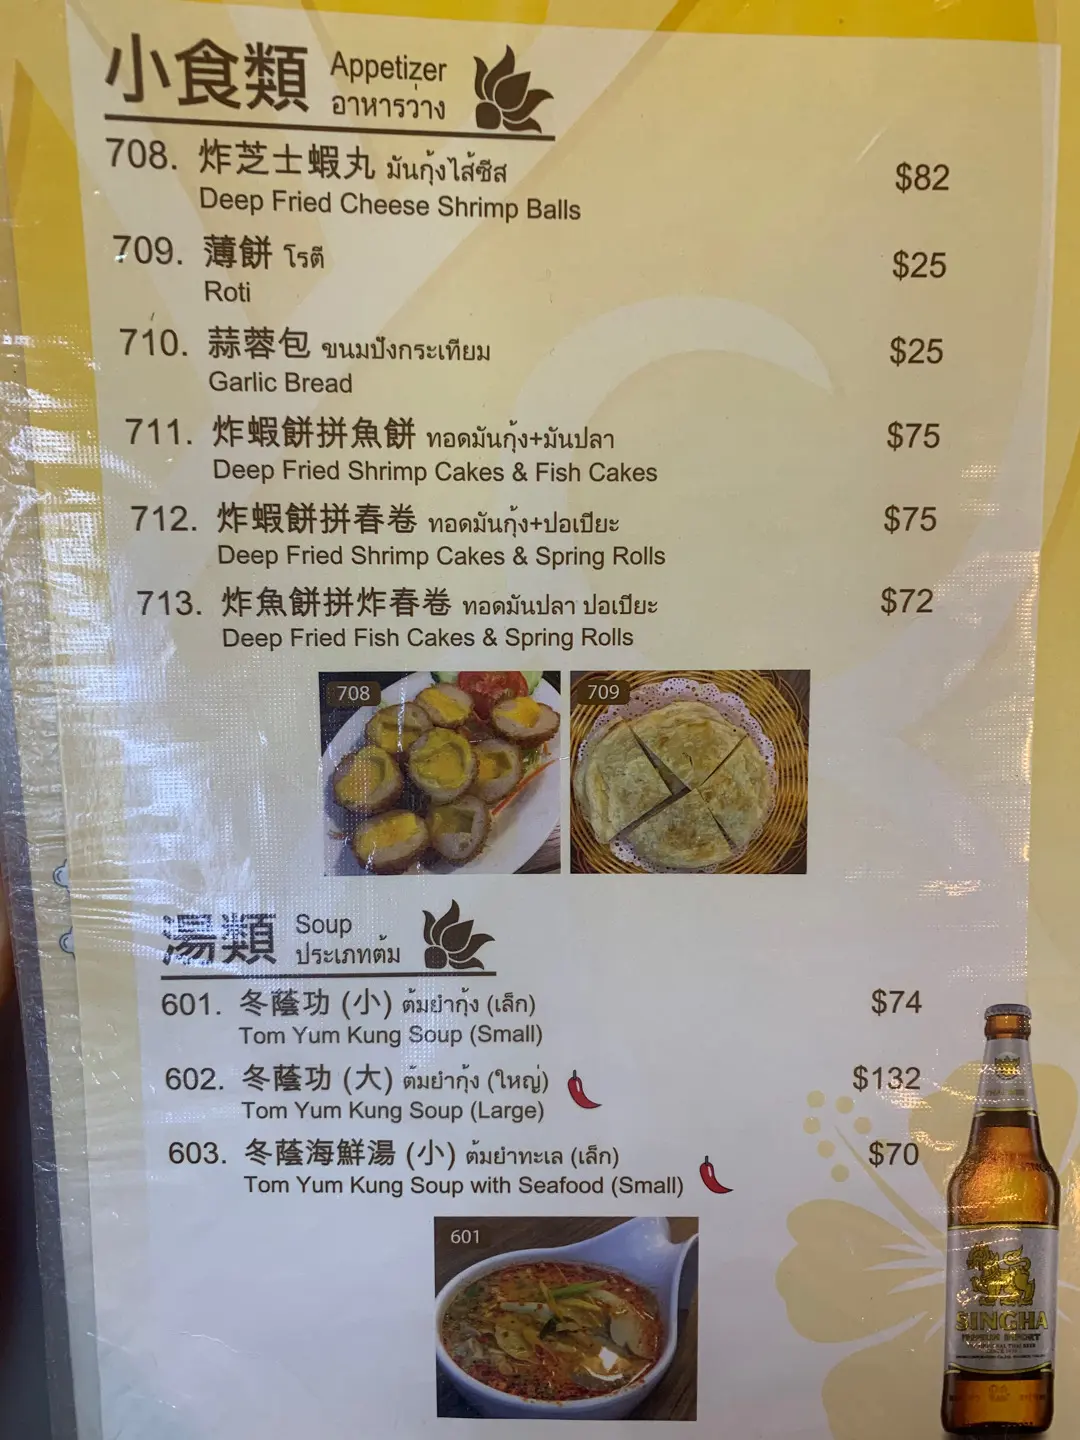 小食類 Appetizer
อาหารว่าง
708. 炸芝士蝦丸 มันกุ้งไส้ชีส $82
Deep Fried Cheese Shrimp Balls
709. 薄餅 โรตี $25
Roti
710. 蒜蓉包 ขนมปังกระเทียม $25
Garlic Bread
711. 炸蝦餅拼魚餅 ทอดมันกุ้ง+มันปลา $75
Deep Fried Shrimp Cakes & Fish Cakes
712. 炸蝦餅拼春卷 ทอดมันกุ้ง+ปอเปียะ $75
Deep Fried Shrimp Cakes & Spring Rolls
713. 炸魚餅拼炸春卷 ทอดมันปลา ปอเปียะ $72
Deep Fried Fish Cakes & Spring Rolls
708 709
湯類 Soup
ประเภทต้ม
601. 冬蔭功 (小) ต้มยำกุ้ง (เล็ก) $74
Tom Yum Kung Soup (Small)
602. 冬蔭功 (大) ต้มยำกุ้ง (ใหญ่) $132
Tom Yum Kung Soup (Large)
603. 冬蔭海鮮湯 (小) ต้มยำทะเล (เล็ก) $70
Tom Yum Kung Soup with Seafood (Small)
601
SINGHA
PREMIUM IMPORT